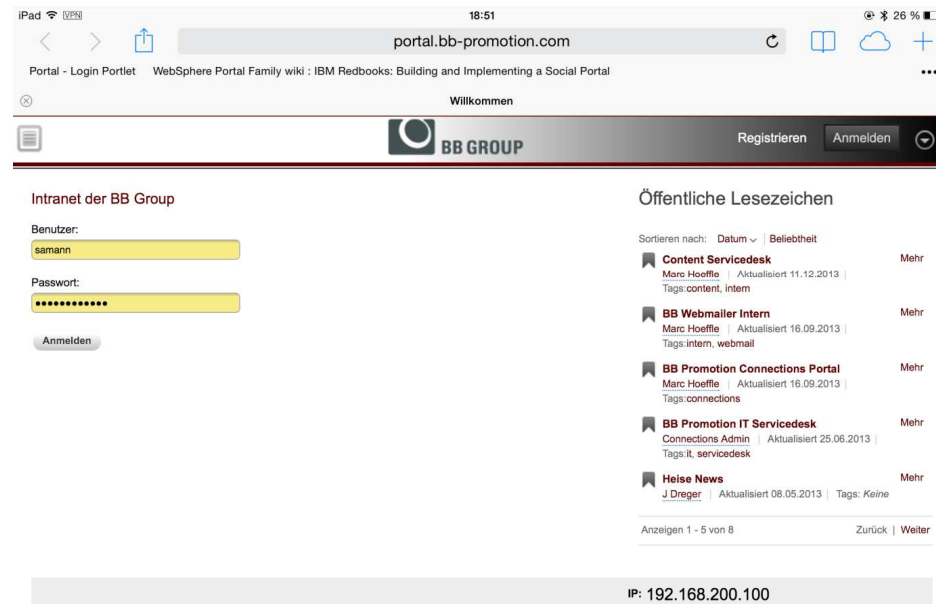 iPad VPN 18:51 26 %
portal.bb-promotion.com
Portal - Login Portlet WebSphere Portal Family wiki : IBM Redbooks: Building and Implementing a Social Portal
Willkommen
BB GROUP Registrieren Anmelden
Intranet der BB Group
Benutzer:
samann
Passwort:
••••••••••••
Anmelden
Öffentliche Lesezeichen
Sortieren nach: Datum | Beliebtheit
Content Servicedesk Mehr
Marc Hoeffle | Aktualisiert 11.12.2013 |
Tags:content, intern
BB Webmailer Intern Mehr
Marc Hoeffle | Aktualisiert 16.09.2013 |
Tags:intern, webmail
BB Promotion Connections Portal Mehr
Marc Hoeffle | Aktualisiert 16.09.2013 |
Tags:connections
BB Promotion IT Servicedesk Mehr
Connections Admin | Aktualisiert 25.06.2013 |
Tags:it, servicedesk
Heise News Mehr
J Dreger | Aktualisiert 08.05.2013 | Tags: Keine
Anzeigen 1 - 5 von 8 Zurück | Weiter
IP: 192.168.200.100